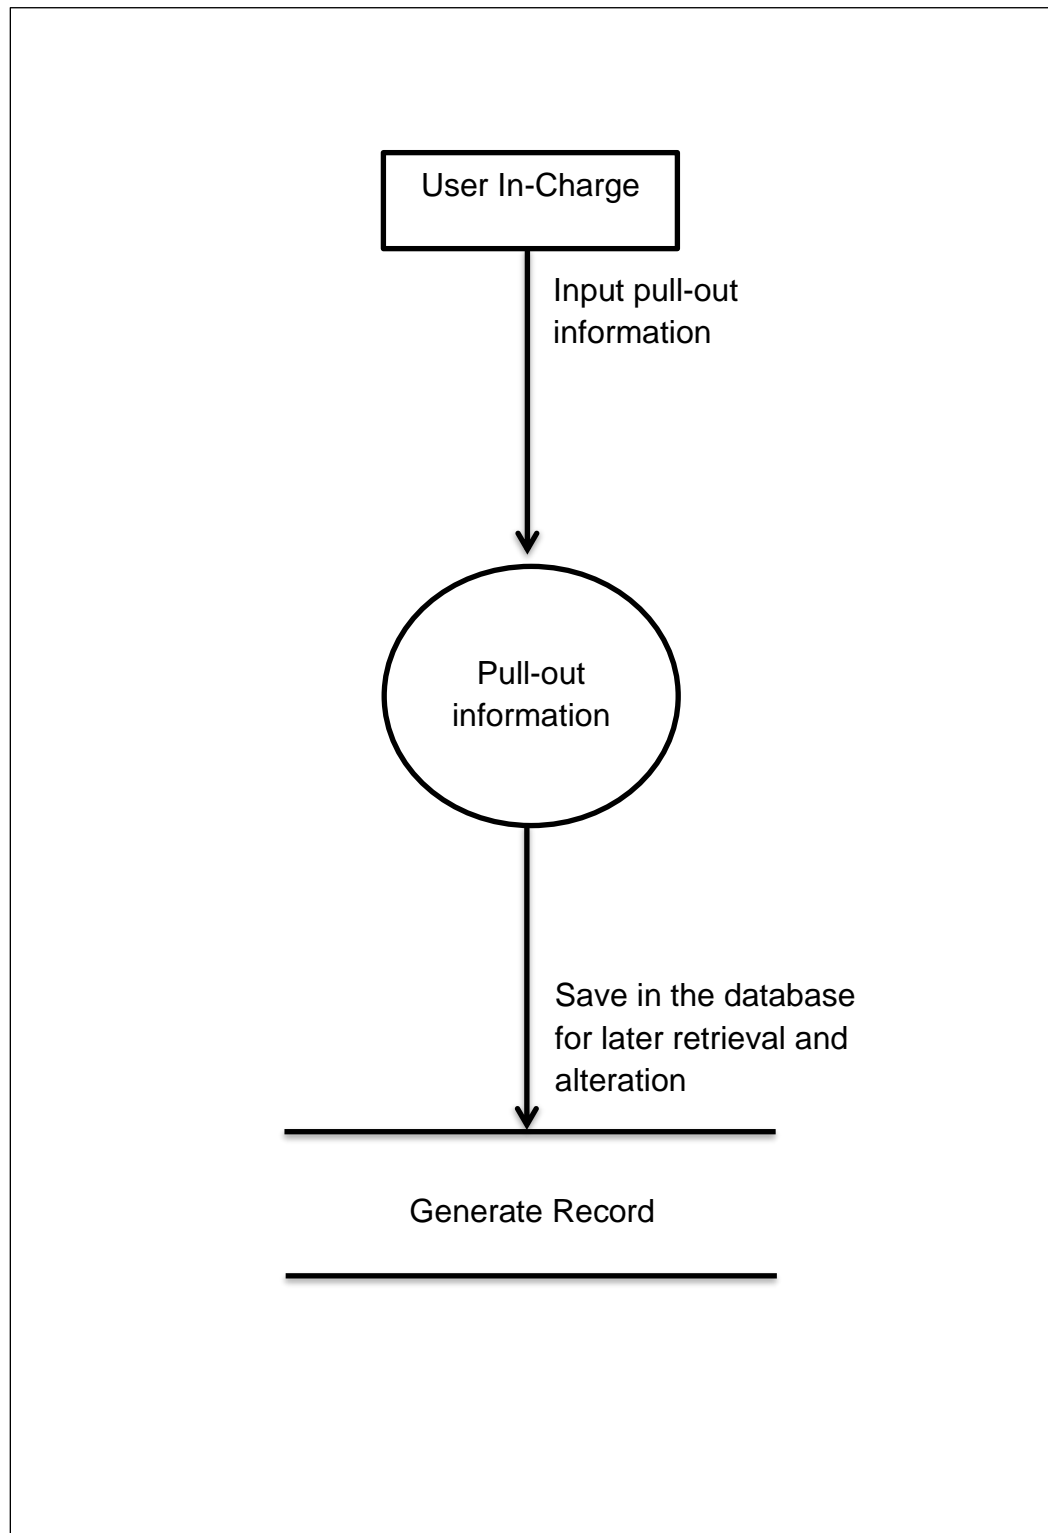 User In-Charge
Input pull-out
information
Pull-out
information
Save in the database
for later retrieval and
alteration
Generate Record